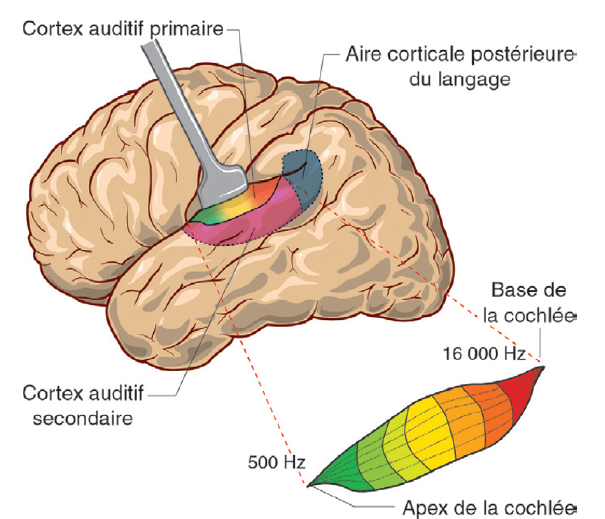 Cortex auditif primaire
Aire corticale postérieure
du langage
Base de
la cochlée
16 000 Hz
Cortex auditif
secondaire
500 Hz
Apex de la cochlée